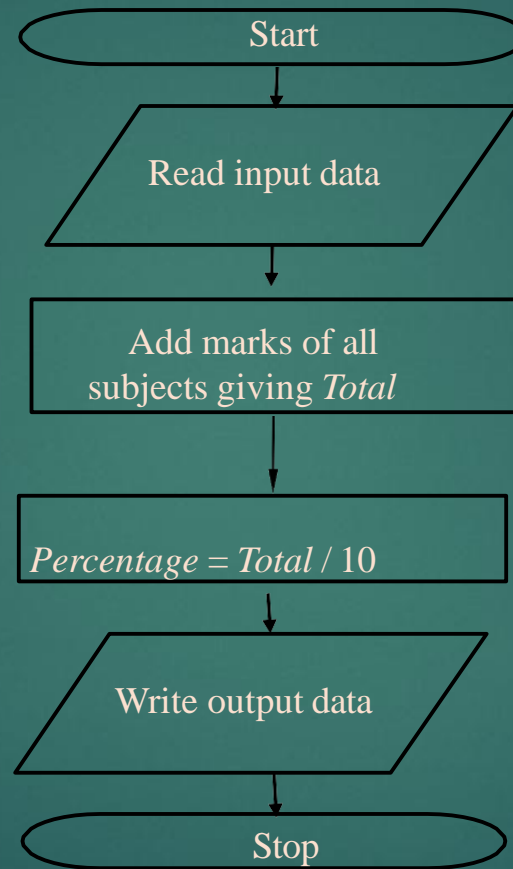 Start
Read input data
Add marks of all
subjects giving Total
Percentage = Total / 10
Write output data
Stop